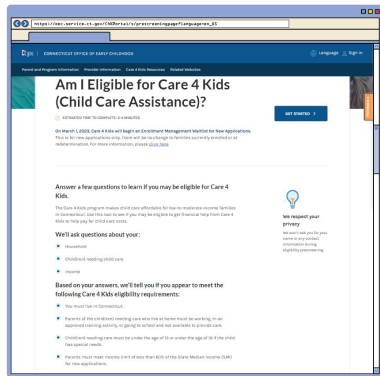 https://oec-service.ct.gov/CNXPortal/s/prescreeningpage?language=en_US
ct.gov | CONNECTICUT OFFICE OF EARLY CHILDHOOD
Language Sign in
Parent and Program Information Provider Information Care 4 Kids Resources Related Websites
Am I Eligible for Care 4 Kids
(Child Care Assistance)?
ESTIMATED TIME TO COMPLETE: 2-4 MINUTES
GET STARTED >
On March 1, 2023, Care 4 Kids will begin an Enrollment Management Waitlist for New Applications.
This is for new applications only, there will be no change to families currently enrolled or at
redetermination. For more information, please click here.
Answer a few questions to learn if you may be eligible for Care 4
Kids.
The Care 4 Kids program makes child care affordable for low-to-moderate-income families
in Connecticut. Use this tool to see if you may be eligible to get financial help from Care 4
Kids to help pay for child care costs.
We'll ask questions about your:
Household
Child(ren) needing child care
Income
We respect your
privacy
We won't ask you for your
name or any contact
information during
eligibility prescreening.
Based on your answers, we'll tell you if you appear to meet the
following Care 4 Kids eligibility requirements:
You must live in Connecticut.
Parents of the child(ren) needing care who live at home must be working, in an
approved training activity, or going to school and not available to provide care.
Child(ren) needing care must be under the age of 13 or under the age of 19 if the child
has special needs.
Parents must meet income limit of less than 60% of the State Median Income (SMI)
for new applications.